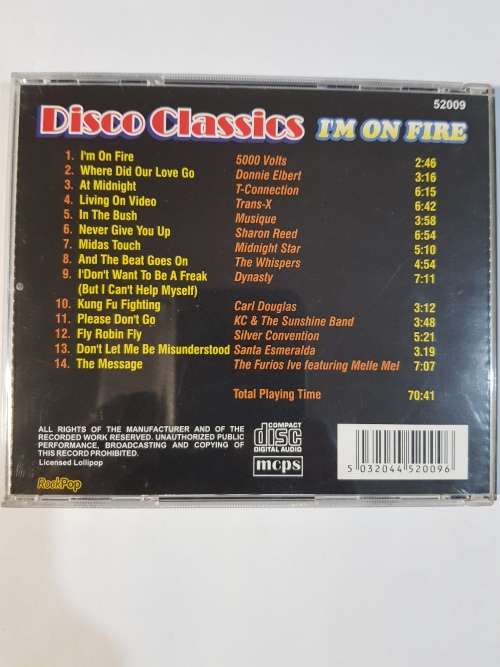 52009
Disco Classics I'M ON FIRE
1. I'm On Fire 5000 Volts 2:46
2. Where Did Our Love Go Donnie Elbert 3:16
3. At Midnight T-Connection 6:15
4. Living On Video Trans-X 6:42
5. In The Bush Musique 3:58
6. Never Give You Up Sharon Reed 6:54
7. Midas Touch Midnight Star 5:10
8. And The Beat Goes On The Whispers 4:54
9. I'Don't Want To Be A Freak Dynasty 7:11
(But I Can't Help Myself)
10. Kung Fu Fighting Carl Douglas 3:12
11. Please Don't Go KC & The Sunshine Band 3:48
12. Fly Robin Fly Silver Convention 5:21
13. Don't Let Me Be Misunderstood Santa Esmeralda 3.19
14. The Message The Furios Ive featuring Melle Mel 7:07
Total Playing Time 70:41
ALL RIGHTS OF THE MANUFACTURER AND OF THE
RECORDED WORK RESERVED. UNAUTHORIZED PUBLIC
PERFORMANCE, BROADCASTING AND COPYING OF
THIS RECORD PROHIBITED.
Licensed Lollipop
COMPACT
disc
DIGITAL AUDIO
mcps
5 032044 520096
RockPop